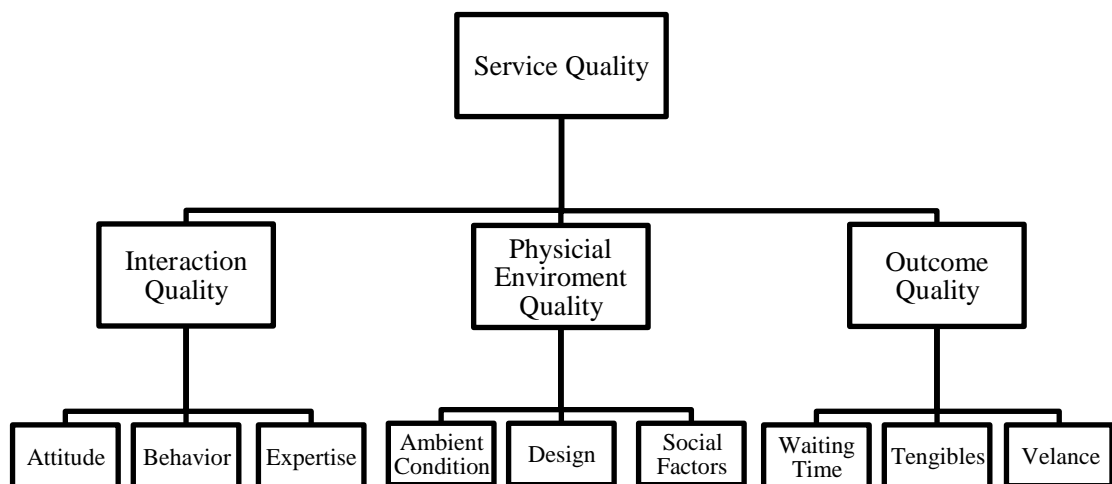 Service Quality
Interaction
Quality
Physicial
Enviroment
Quality
Outcome
Quality
Attitude
Behavior
Expertise
Ambient
Condition
Design
Social
Factors
Waiting
Time
Tengibles
Velance